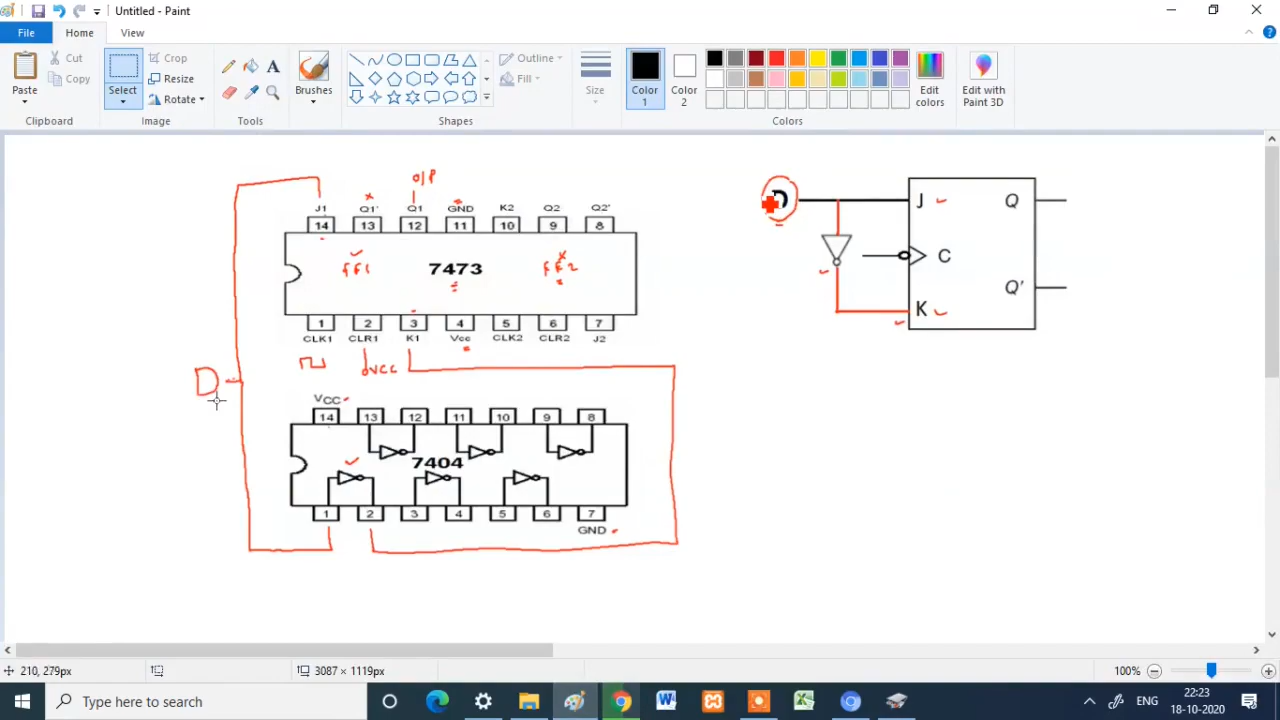 Untitled - Paint
File
Home
View
Paste
Cut
Copy
Clipboard
Select
Crop
Resize
Rotate
Image
A
Tools
Brushes
Outline
Fill
Shapes
Size
Color
1
Color
2
Colors
Edit
colors
Edit with
Paint 3D
O/P
J1 Q1' Q1 GND K2 Q2 Q2'
14 13 12 11 10 9 8
FF1 7473 FF2
1 2 3 4 5 6 7
CLK1 CLR1 K1 Vcc CLK2 CLR2 J2
VCC
D
VCC
14 13 12 11 10 9 8
7404
1 2 3 4 5 6 7
GND
D
J Q
C
Q'
K
210, 279px
3087 × 1119px
100%
Type here to search
ENG
22:23
18-10-2020